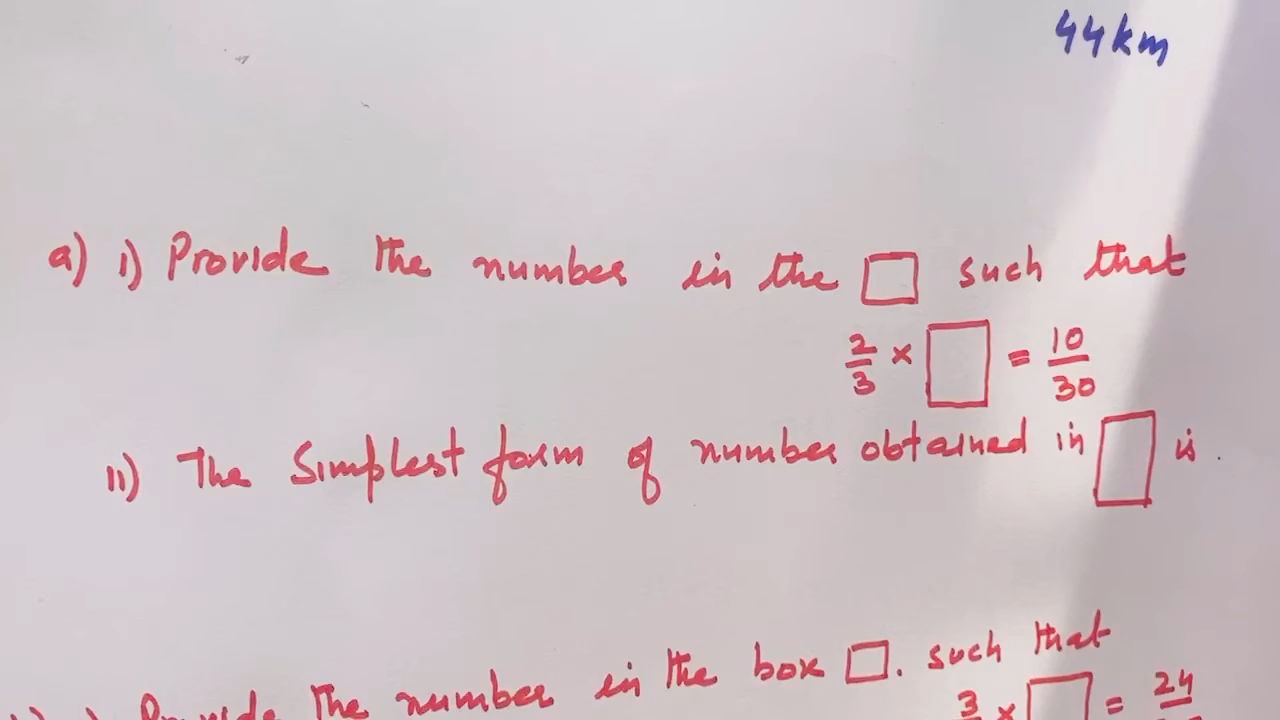 44km
a) i) Provide the number in the □ such that
2/3 × □ = 10/30
ii) The Simplest form of number obtained in □ is.
Provide the number in the box □. such that
3 × □ = 24